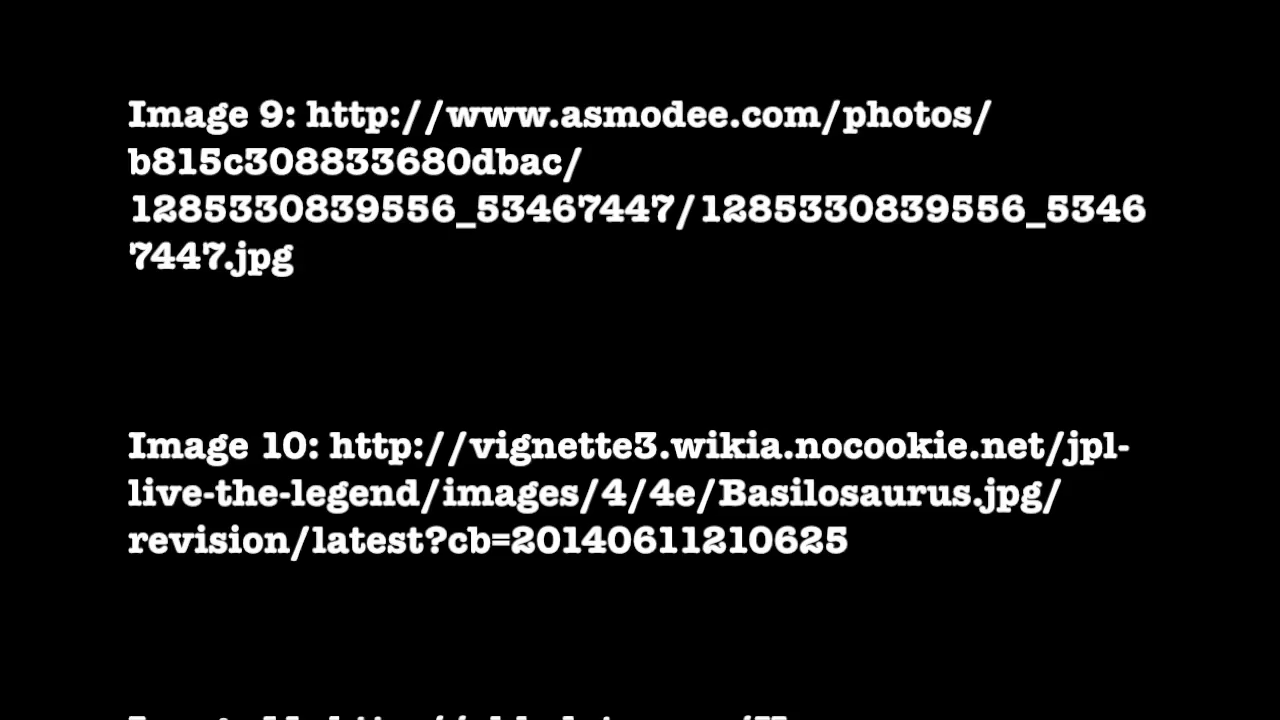 Image 9: http://www.asmodee.com/photos/
b815c308833680dbac/
1285330839556_53467447/1285330839556_5346
7447.jpg
Image 10: http://vignette3.wikia.nocookie.net/jpl-
live-the-legend/images/4/4e/Basilosaurus.jpg/
revision/latest?cb=20140611210625